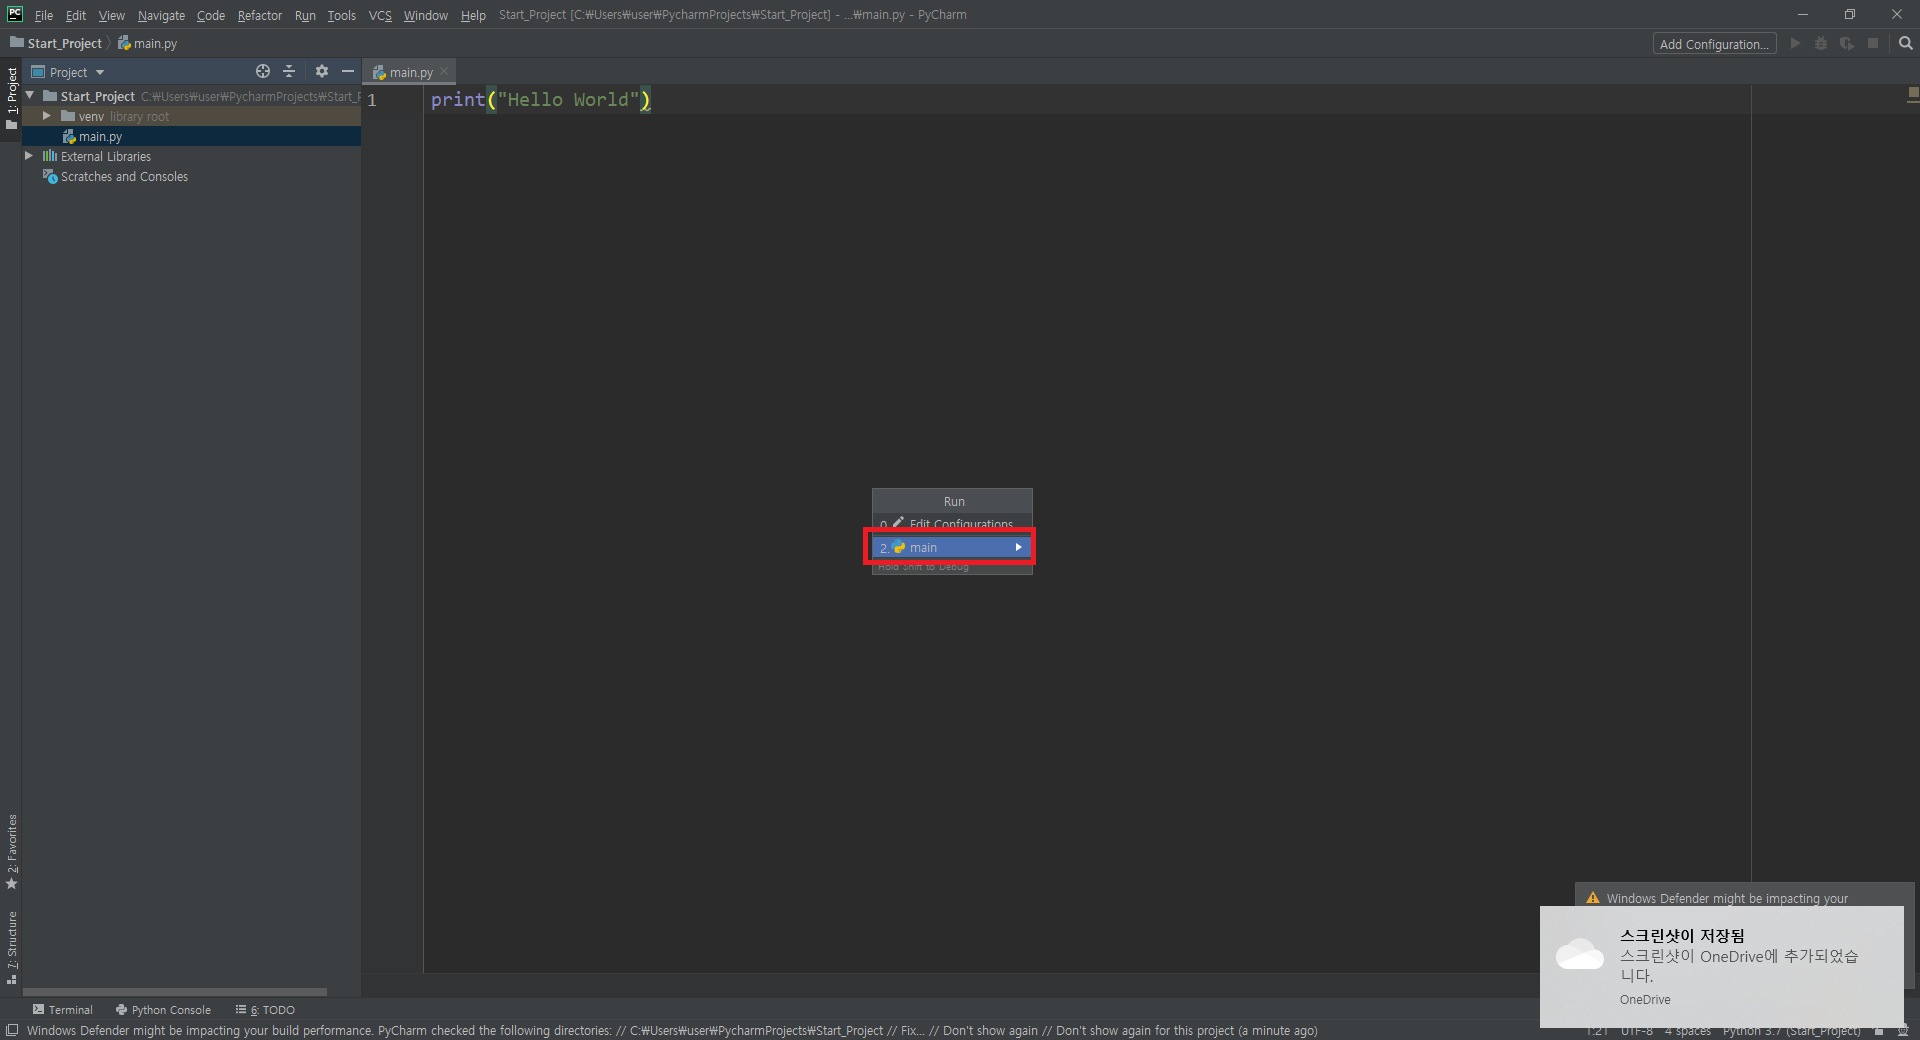 PC File Edit View Navigate Code Refactor Run Tools VCS Window Help Start_Project [C:₩Users₩user₩PycharmProjects₩Start_Project] - ...₩main.py - PyCharm
Start_Project main.py Add Configuration...
1: Project
Project
main.py
Start_Project C:₩Users₩user₩PycharmProjects₩Start_P
venv library root
main.py
External Libraries
Scratches and Consoles
1 print("Hello World")
Run
0. Edit Configurations
2. main
Hold Shift to Debug
2: Favorites
7: Structure
Windows Defender might be impacting your
스크린샷이 저장됨
스크린샷이 OneDrive에 추가되었습
니다.
OneDrive
Terminal Python Console 6: TODO
Windows Defender might be impacting your build performance. PyCharm checked the following directories: // C:₩Users₩user₩PycharmProjects₩Start_Project // Fix... // Don't show again // Don't show again for this project (a minute ago)
1:21 UTF-8 4 spaces Python 3.7 (Start_Project)